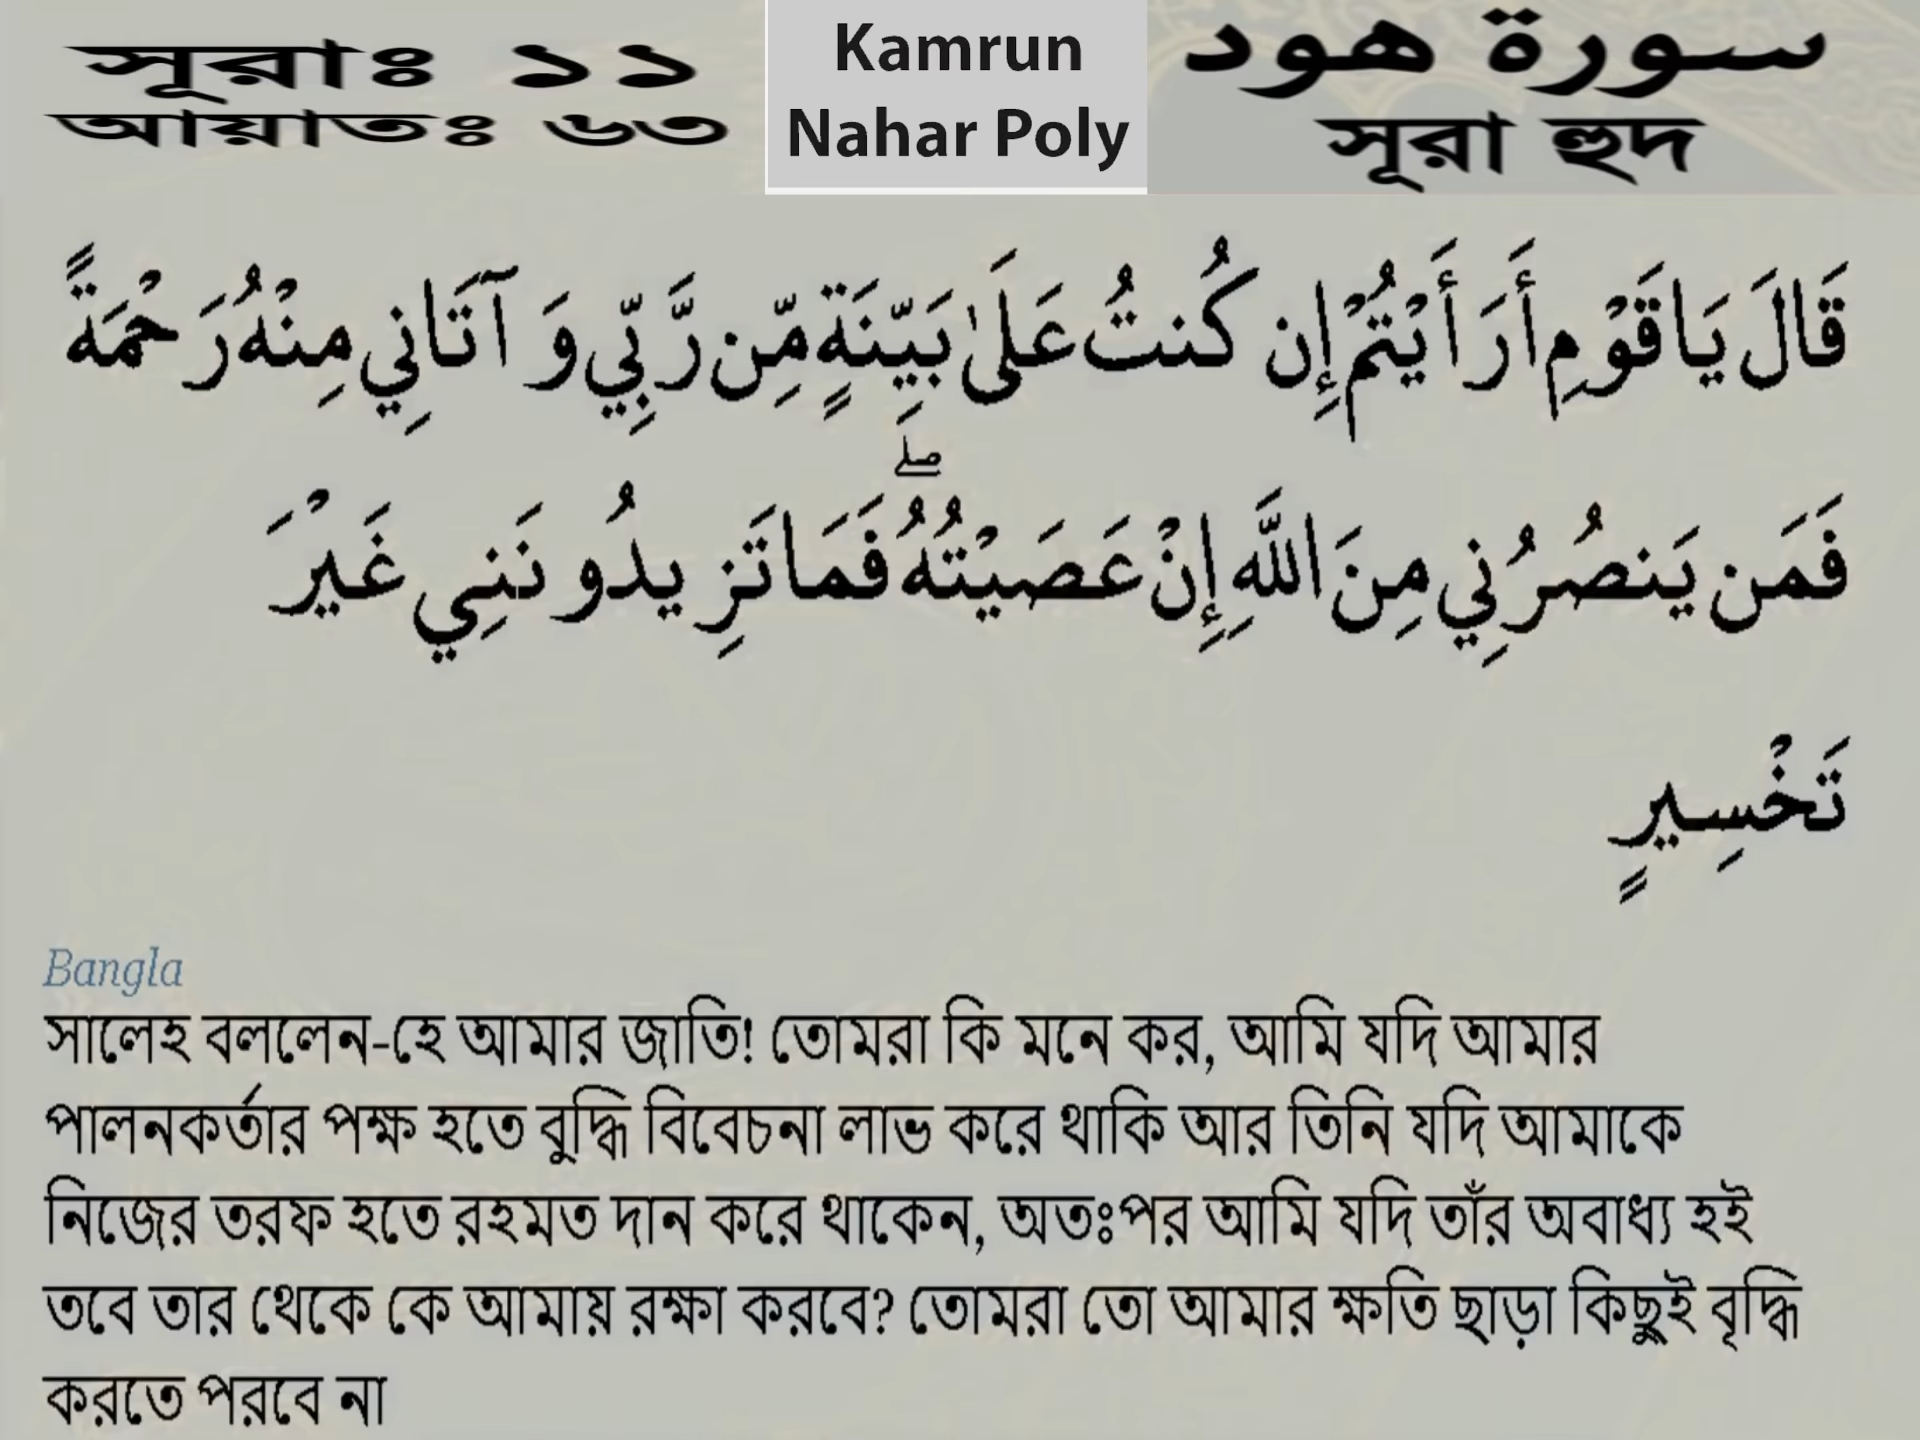 সূরাঃ ১১
আয়াতঃ ৬৩
Kamrun
Nahar Poly
سورة هود
সূরা হুদ
قَالَ يَا قَوْمِ أَرَأَيْتُمْ إِن كُنتُ عَلَىٰ بَيِّنَةٍ مِّن رَّبِّي وَآتَانِي مِنْهُ رَحْمَةً
فَمَن يَنصُرُنِي مِنَ اللَّهِ إِنْ عَصَيْتُهُ ۖ فَمَا تَزِيدُونَنِي غَيْرَ
تَخْسِيرٍ
Bangla
সালেহ বললেন-হে আমার জাতি! তোমরা কি মনে কর, আমি যদি আমার
পালনকর্তার পক্ষ হতে বুদ্ধি বিবেচনা লাভ করে থাকি আর তিনি যদি আমাকে
নিজের তরফ হতে রহমত দান করে থাকেন, অতঃপর আমি যদি তাঁর অবাধ্য হই
তবে তার থেকে কে আমায় রক্ষা করবে? তোমরা তো আমার ক্ষতি ছাড়া কিছুই বৃদ্ধি
করতে পরবে না